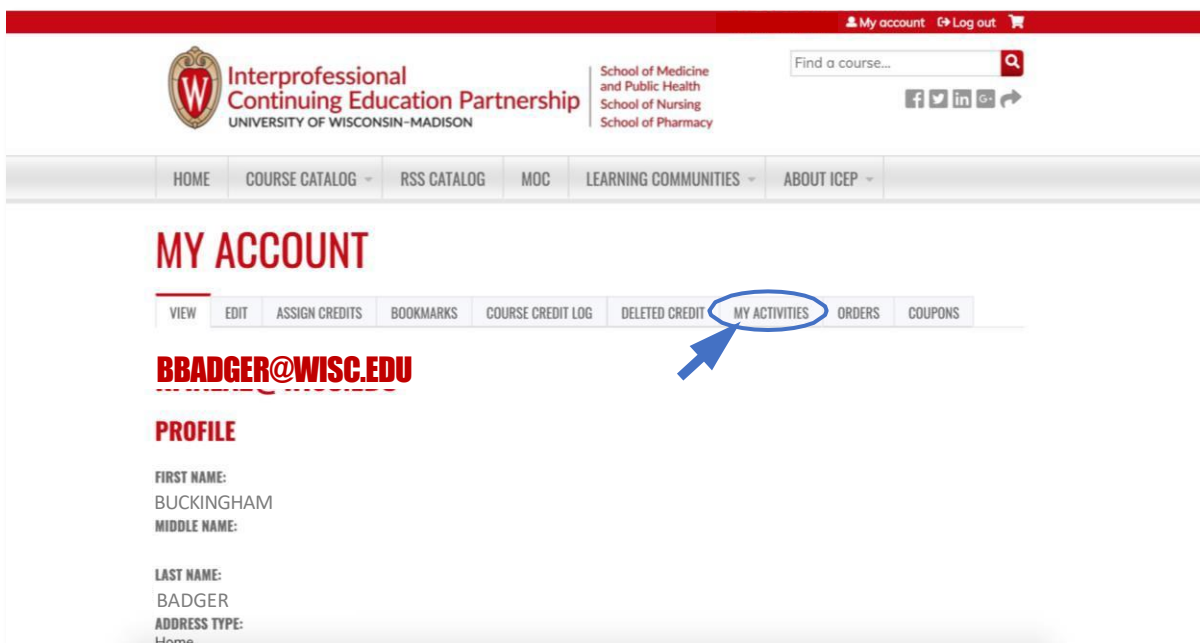 My account Log out
Interprofessional
Continuing Education Partnership
UNIVERSITY OF WISCONSIN–MADISON
School of Medicine
and Public Health
School of Nursing
School of Pharmacy
Find a course...
HOME COURSE CATALOG RSS CATALOG MOC LEARNING COMMUNITIES ABOUT ICEP
MY ACCOUNT
VIEW EDIT ASSIGN CREDITS BOOKMARKS COURSE CREDIT LOG DELETED CREDIT MY ACTIVITIES ORDERS COUPONS
BBADGER@WISC.EDU
PROFILE
FIRST NAME:
BUCKINGHAM
MIDDLE NAME:
LAST NAME:
BADGER
ADDRESS TYPE:
Home